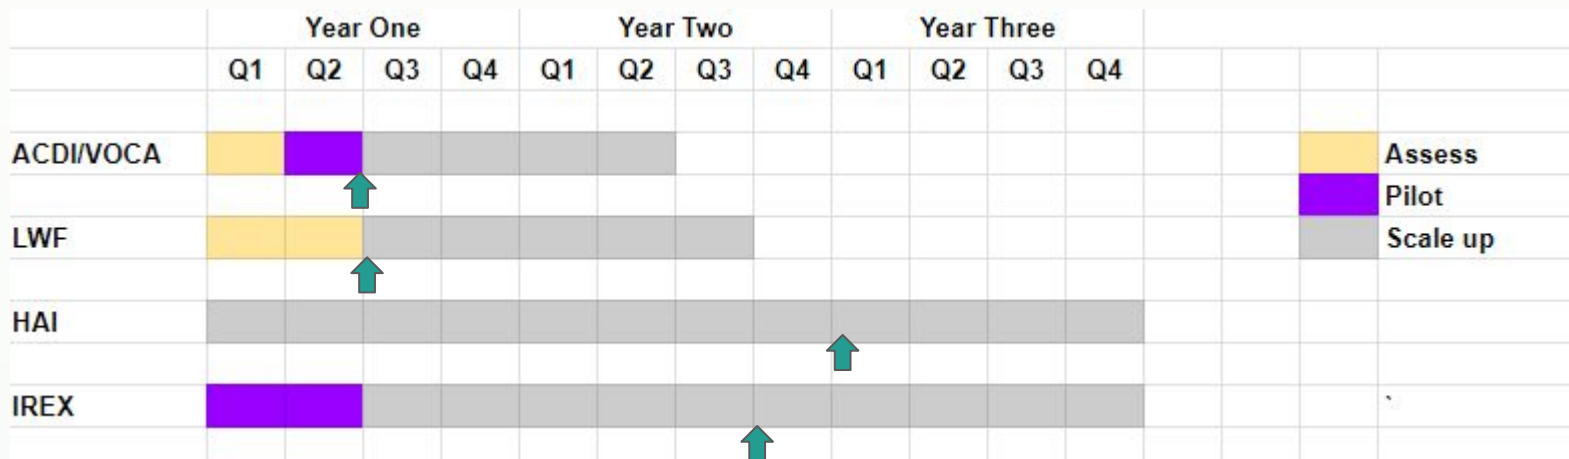 Year One Year Two Year Three
Q1 Q2 Q3 Q4 Q1 Q2 Q3 Q4 Q1 Q2 Q3 Q4
ACDI/VOCA Assess
Pilot
LWF Scale up
HAI
IREX `